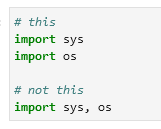 # this
import sys
import os

# not this
import sys, os